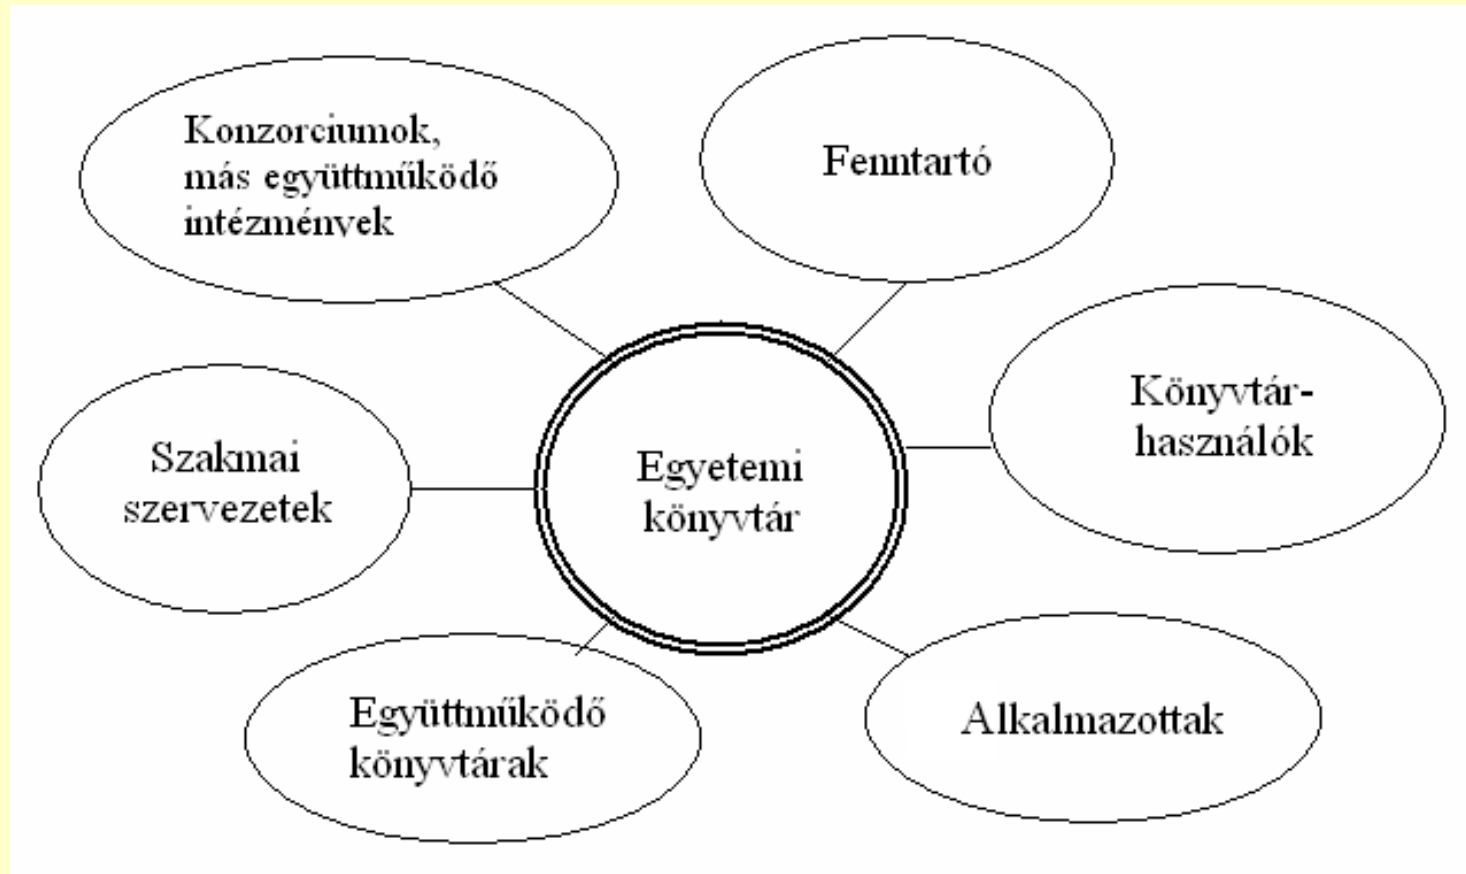 Konzorciumok,
más együttműködő
intézmények
Fenntartó
Könyvtár-
használók
Szakmai
szervezetek
Egyetemi
könyvtár
Együttműködő
könyvtárak
Alkalmazottak